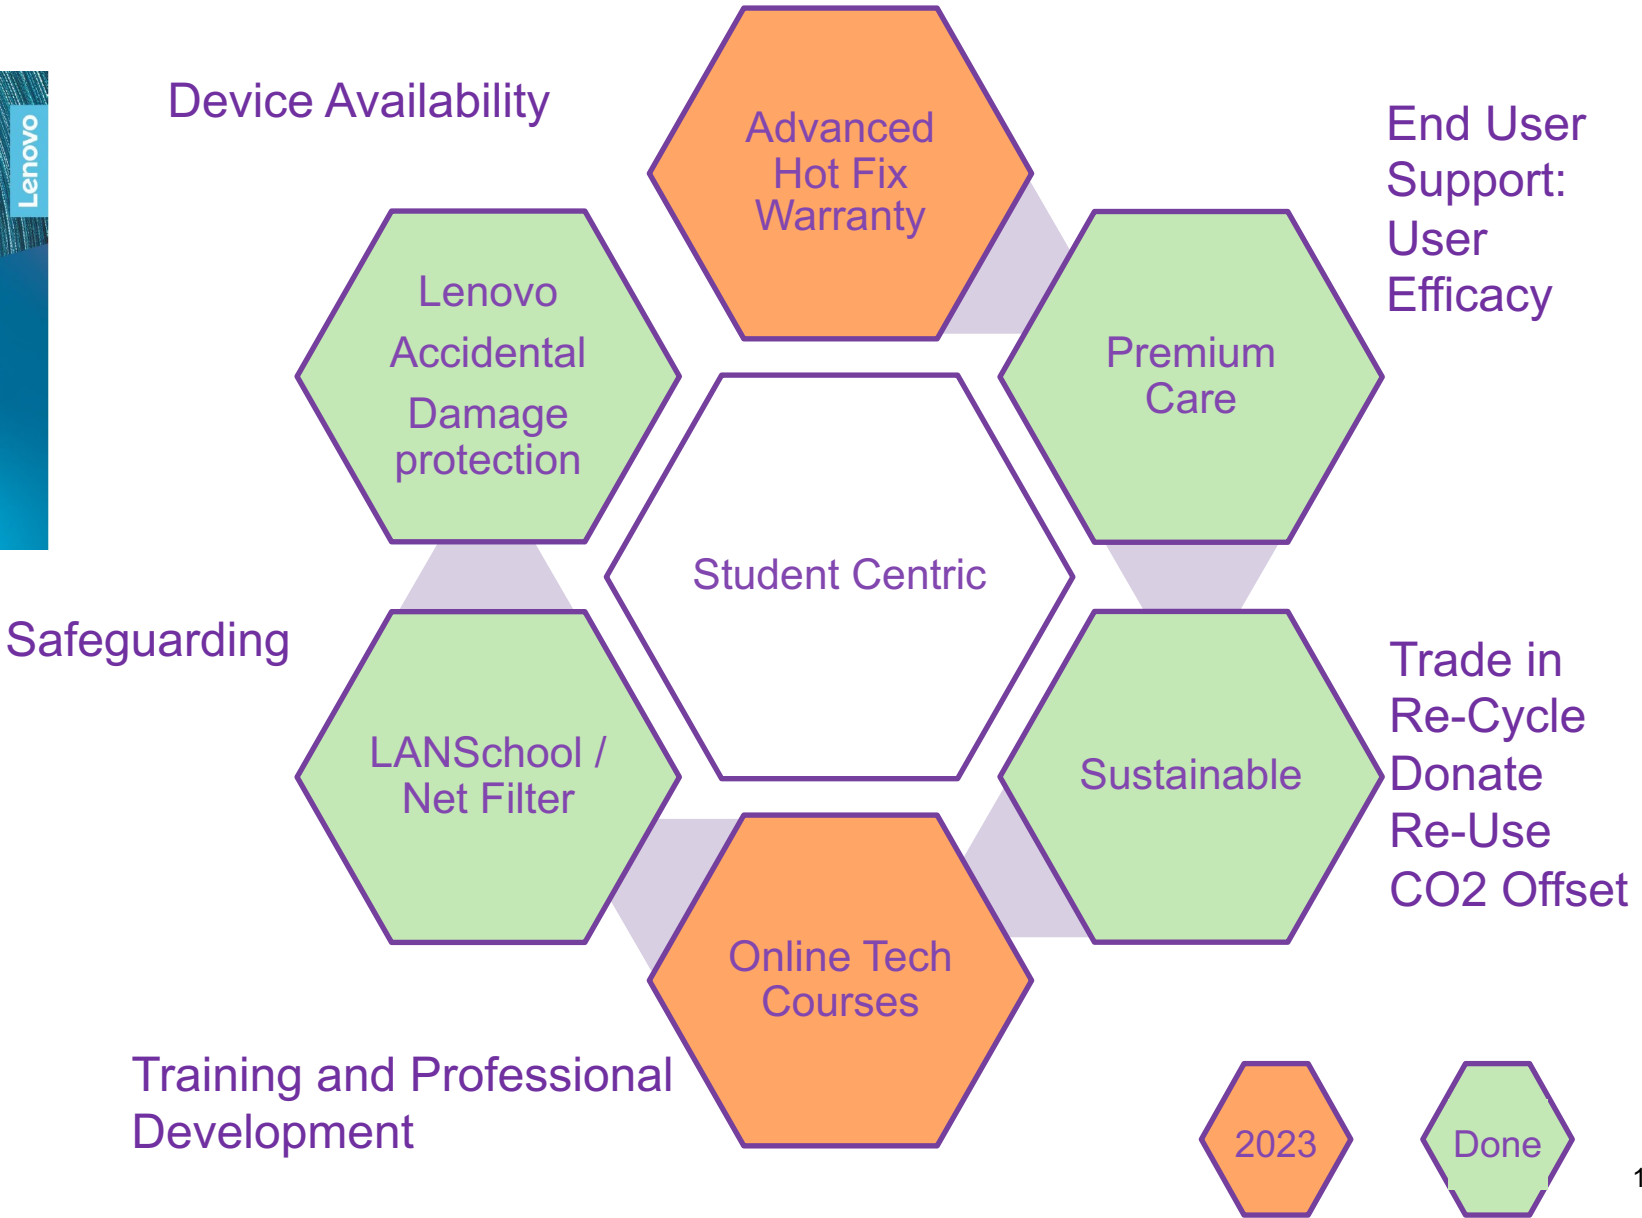 Lenovo
Device Availability
Advanced
Hot Fix
Warranty
End User
Support:
User
Efficacy
Lenovo
Accidental
Damage
protection
Premium
Care
Student Centric
Safeguarding
LANSchool /
Net Filter
Sustainable
Trade in
Re-Cycle
Donate
Re-Use
CO2 Offset
Online Tech
Courses
Training and Professional
Development
2023
Done
1